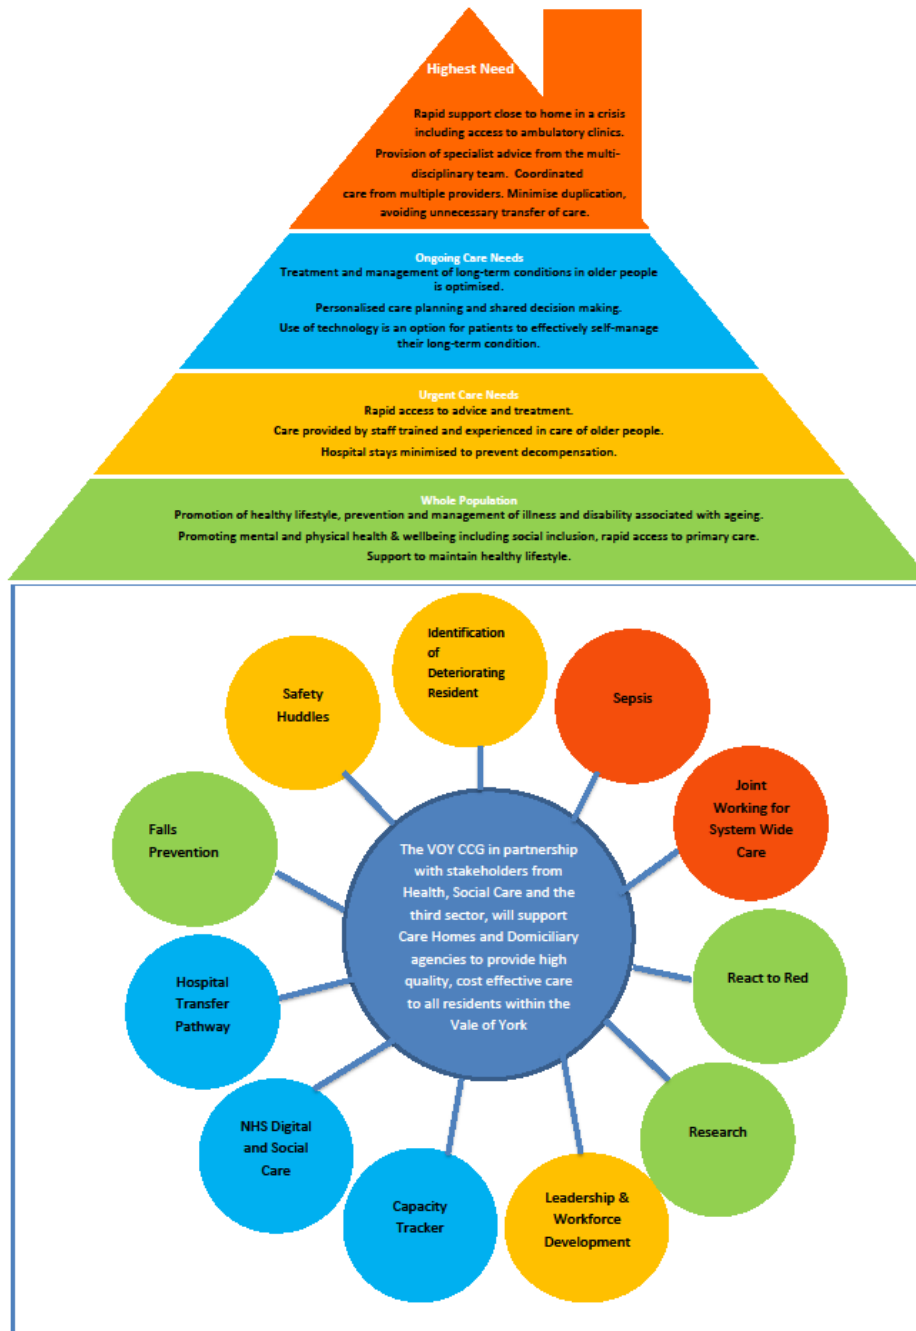 Highest Need
Rapid support close to home in a crisis
including access to ambulatory clinics.
Provision of specialist advice from the multi-
disciplinary team.  Coordinated
care from multiple providers. Minimise duplication,
avoiding unnecessary transfer of care.
Ongoing Care Needs
Treatment and management of long-term conditions in older people
is optimised.
Personalised care planning and shared decision making.
Use of technology is an option for patients to effectively self-manage
their long-term condition.
Urgent Care Needs
Rapid access to advice and treatment.
Care provided by staff trained and experienced in care of older people.
Hospital stays minimised to prevent decompensation.
Whole Population
Promotion of healthy lifestyle, prevention and management of illness and disability associated with ageing.
Promoting mental and physical health & wellbeing including social inclusion, rapid access to primary care.
Support to maintain healthy lifestyle.
Identification
of
Deteriorating
Resident
Sepsis
Joint
Working for
System Wide
Care
React to Red
Research
Leadership &
Workforce
Development
Capacity
Tracker
NHS Digital
and Social
Care
Hospital
Transfer
Pathway
Falls
Prevention
Safety
Huddles
The VOY CCG in partnership
with stakeholders from
Health, Social Care and the
third sector, will support
Care Homes and Domiciliary
agencies to provide high
quality, cost effective care
to all residents within the
Vale of York